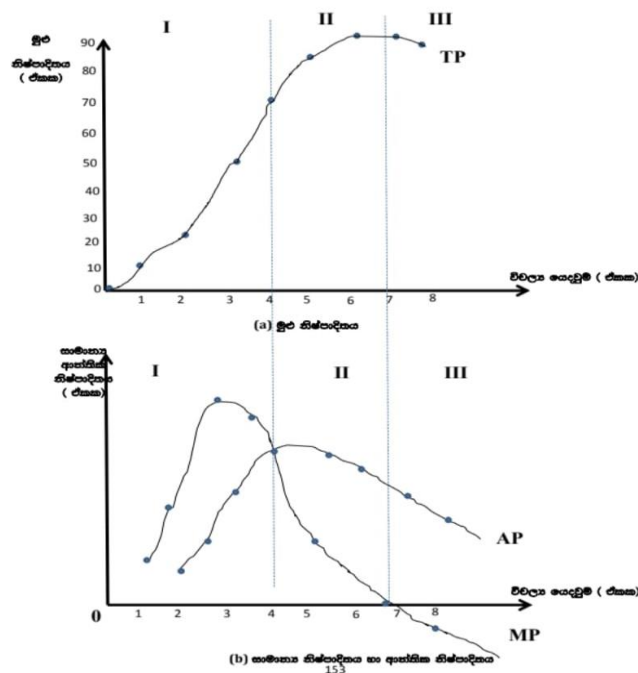 I II III
මුළු
නිෂ්පාදිතය
( ඒකක )
90
80
70
50
40
30
20
10
0
TP
1 2 3 4 5 6 7 8
විචල්‍ය යෙදවුම ( ඒකක )
(a) මුළු නිෂ්පාදිතය
සාමාන්‍ය
ආන්තික
නිෂ්පාදිතය
( ඒකක )
I II III
AP
MP
0
1 2 3 4 5 6 7 8
විචල්‍ය යෙදවුම ( ඒකක )
(b) සාමාන්‍ය නිෂ්පාදිතය හා ආන්තික නිෂ්පාදිතය
153